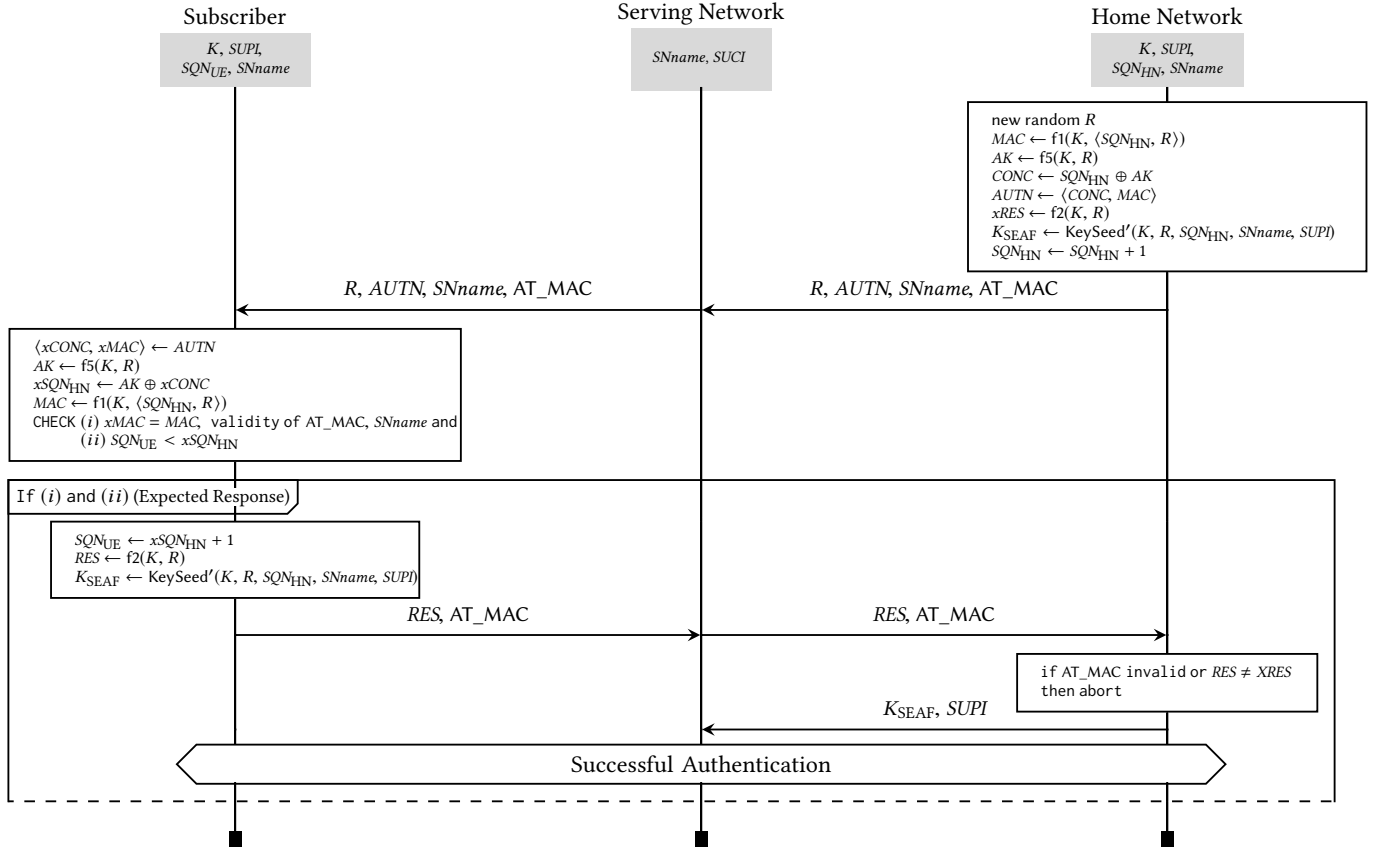 Subscriber
Serving Network
Home Network
K, SUPI,
SQN_UE, SNname
SNname, SUCI
K, SUPI,
SQN_HN, SNname
new random R
MAC ← f1(K, ⟨SQN_HN, R⟩)
AK ← f5(K, R)
CONC ← SQN_HN ⊕ AK
AUTN ← ⟨CONC, MAC⟩
xRES ← f2(K, R)
K_SEAF ← KeySeed′(K, R, SQN_HN, SNname, SUPI)
SQN_HN ← SQN_HN + 1
R, AUTN, SNname, AT_MAC
R, AUTN, SNname, AT_MAC
⟨xCONC, xMAC⟩ ← AUTN
AK ← f5(K, R)
xSQN_HN ← AK ⊕ xCONC
MAC ← f1(K, ⟨SQN_HN, R⟩)
CHECK (i) xMAC = MAC, validity of AT_MAC, SNname and
(ii) SQN_UE < xSQN_HN
If (i) and (ii) (Expected Response)
SQN_UE ← xSQN_HN + 1
RES ← f2(K, R)
K_SEAF ← KeySeed′(K, R, SQN_HN, SNname, SUPI)
RES, AT_MAC
RES, AT_MAC
if AT_MAC invalid or RES ≠ XRES
then abort
K_SEAF, SUPI
Successful Authentication